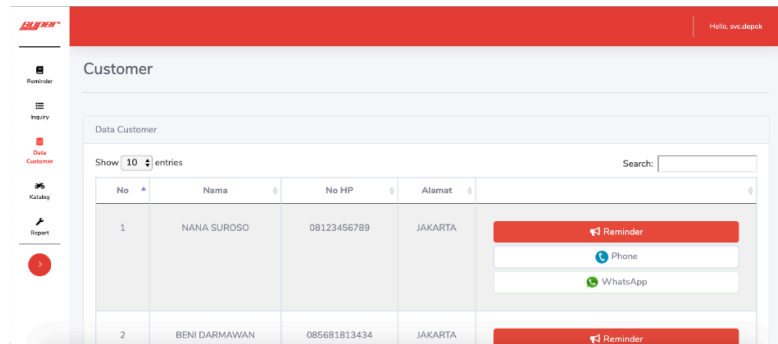 SUPER
Hello, svc.depok
Reminder
Inquiry
Data
Customer
Katalog
Report
Customer
Data Customer
Show 10 entries
Search:
No Nama No HP Alamat
1 NANA SUROSO 08123456789 JAKARTA
Reminder
Phone
WhatsApp
2 BENI DARMAWAN 085681813434 JAKARTA
Reminder